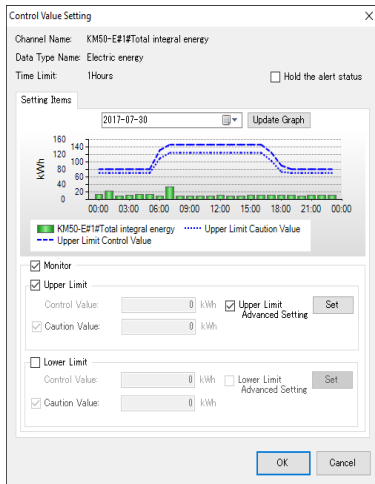 Control Value Setting
Channel Name: KM50-E#1#Total integral energy
Data Type Name: Electric energy
Time Limit: 1Hours
Hold the alert status
Setting Items
2017-07-30 Update Graph
kWh
160
140
120
100
80
60
40
20
0
00:00 03:00 06:00 09:00 12:00 15:00 18:00 21:00 00:00
KM50-E#1#Total integral energy Upper Limit Caution Value
Upper Limit Control Value
Monitor
Upper Limit
Control Value: 0 kWh Upper Limit Advanced Setting Set
Caution Value: 0 kWh
Lower Limit
Control Value: 0 kWh Lower Limit Advanced Setting Set
Caution Value: 0 kWh
OK Cancel